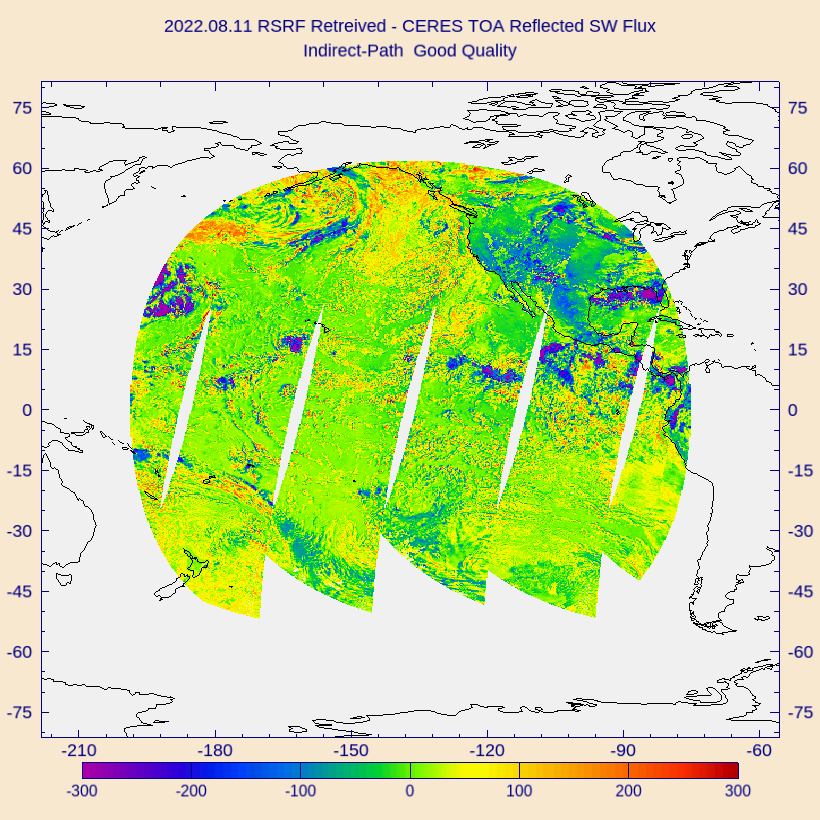 2022.08.11 RSRF Retreived - CERES TOA Reflected SW Flux
Indirect-Path  Good Quality
75 75
60 60
45 45
30 30
15 15
0 0
-15 -15
-30 -30
-45 -45
-60 -60
-75 -75
-210 -180 -150 -120 -90 -60
-300 -200 -100 0 100 200 300